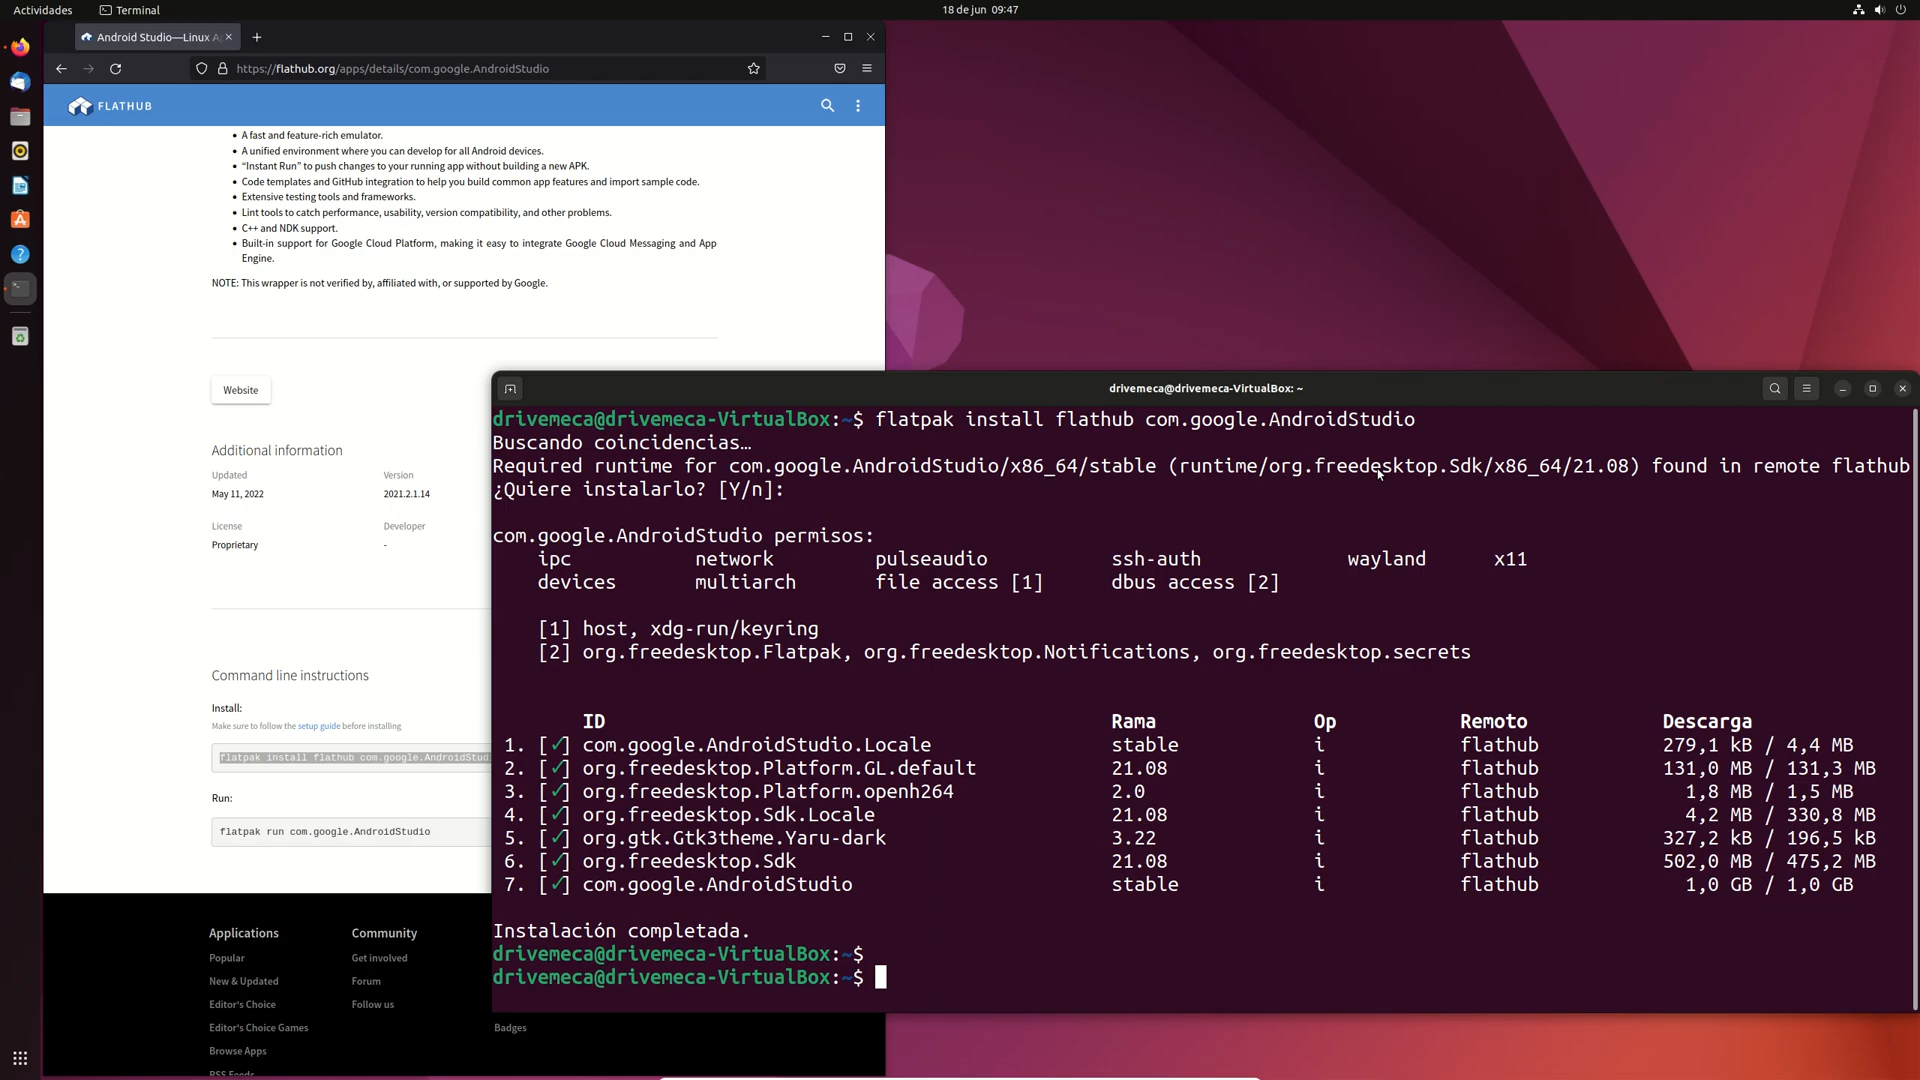 Actividades
Terminal
18 de jun 09:47
Android Studio—Linux A
https://flathub.org/apps/details/com.google.AndroidStudio
FLATHUB
• A fast and feature-rich emulator.
• A unified environment where you can develop for all Android devices.
• “Instant Run” to push changes to your running app without building a new APK.
• Code templates and GitHub integration to help you build common app features and import sample code.
• Extensive testing tools and frameworks.
• Lint tools to catch performance, usability, version compatibility, and other problems.
• C++ and NDK support.
• Built-in support for Google Cloud Platform, making it easy to integrate Google Cloud Messaging and App
Engine.
NOTE: This wrapper is not verified by, affiliated with, or supported by Google.
Website
Additional information
Updated Version
May 11, 2022 2021.2.1.14
License Developer
Proprietary -
Command line instructions
Install:
Make sure to follow the setup guide before installing
flatpak install flathub com.google.AndroidStudi
Run:
flatpak run com.google.AndroidStudio
Applications Community
Popular Get involved
New & Updated Forum
Editor's Choice Follow us
Editor's Choice Games Badges
Browse Apps
RSS Feeds
drivemeca@drivemeca-VirtualBox: ~
drivemeca@drivemeca-VirtualBox:~$ flatpak install flathub com.google.AndroidStudio
Buscando coincidencias…
Required runtime for com.google.AndroidStudio/x86_64/stable (runtime/org.freedesktop.Sdk/x86_64/21.08) found in remote flathub
¿Quiere instalarlo? [Y/n]:
com.google.AndroidStudio permisos:
ipc network pulseaudio ssh-auth wayland x11
devices multiarch file access [1] dbus access [2]
[1] host, xdg-run/keyring
[2] org.freedesktop.Flatpak, org.freedesktop.Notifications, org.freedesktop.secrets
ID Rama Op Remoto Descarga
1. [✓] com.google.AndroidStudio.Locale stable i flathub 279,1 kB / 4,4 MB
2. [✓] org.freedesktop.Platform.GL.default 21.08 i flathub 131,0 MB / 131,3 MB
3. [✓] org.freedesktop.Platform.openh264 2.0 i flathub 1,8 MB / 1,5 MB
4. [✓] org.freedesktop.Sdk.Locale 21.08 i flathub 4,2 MB / 330,8 MB
5. [✓] org.gtk.Gtk3theme.Yaru-dark 3.22 i flathub 327,2 kB / 196,5 kB
6. [✓] org.freedesktop.Sdk 21.08 i flathub 502,0 MB / 475,2 MB
7. [✓] com.google.AndroidStudio stable i flathub 1,0 GB / 1,0 GB
Instalación completada.
drivemeca@drivemeca-VirtualBox:~$
drivemeca@drivemeca-VirtualBox:~$